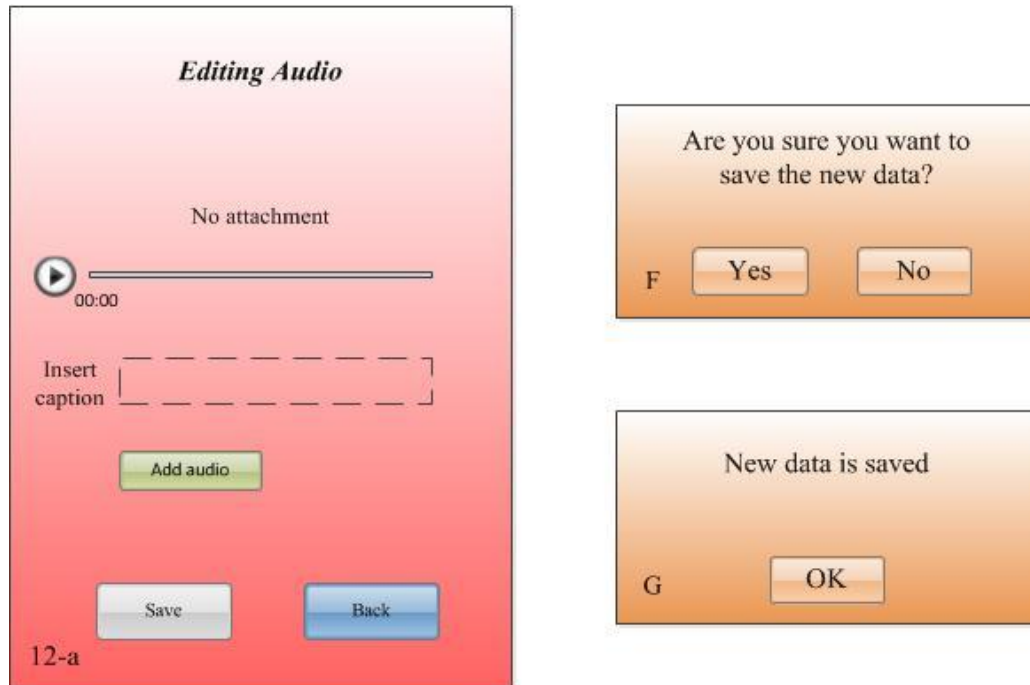 Editing Audio
No attachment
00:00
Insert
caption
Add audio
Save
Back
12-a
Are you sure you want to
save the new data?
F
Yes
No
New data is saved
G
OK